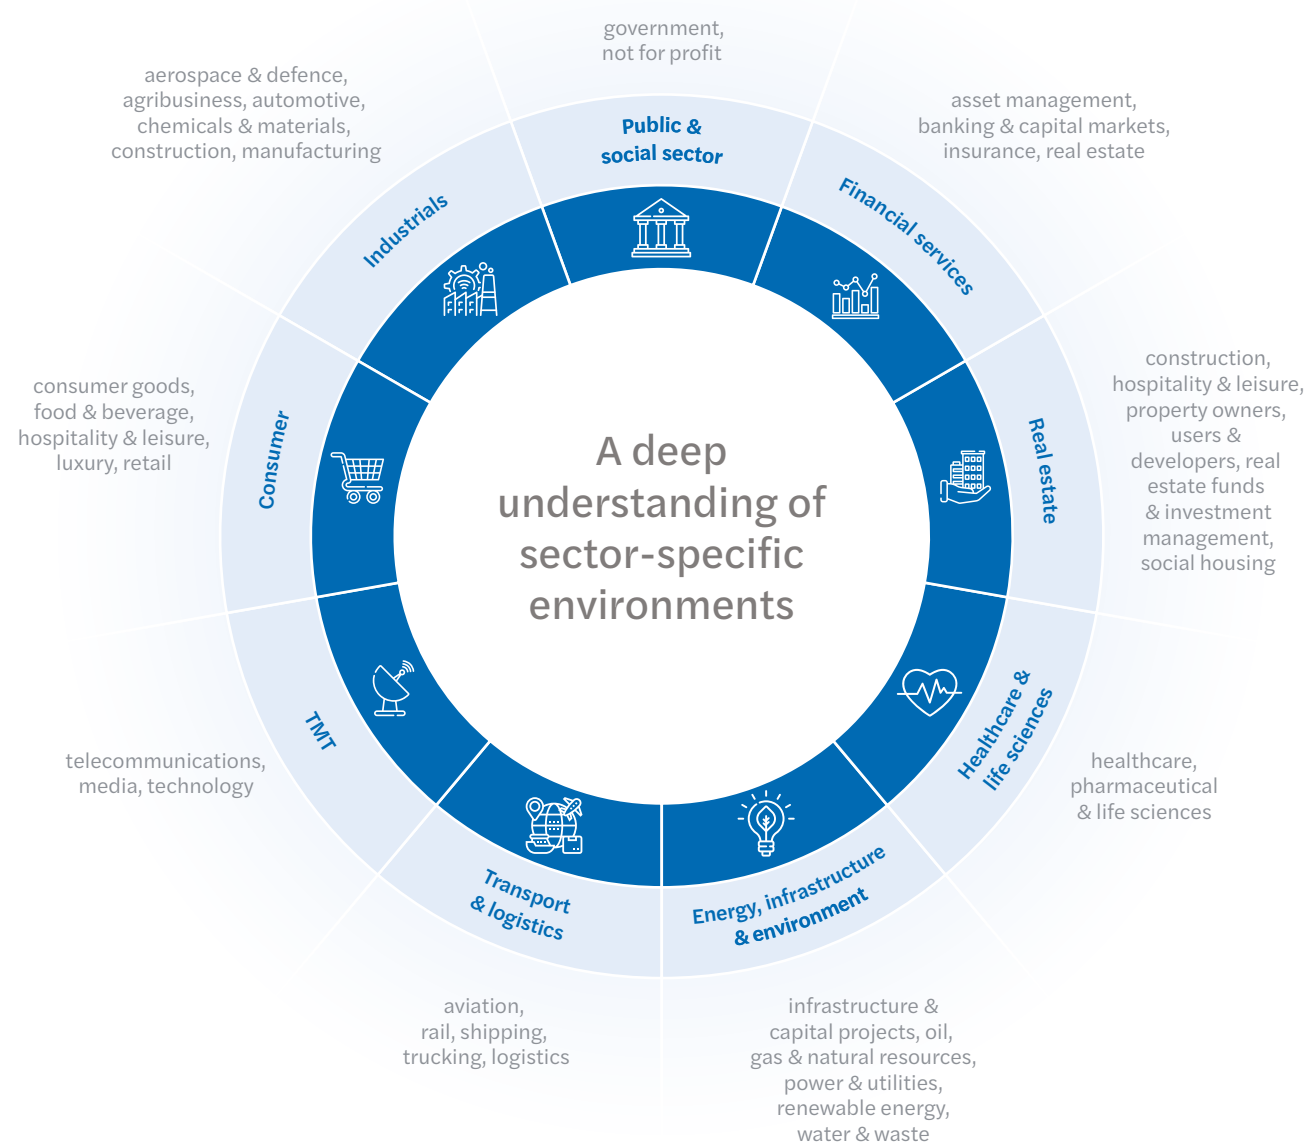 government,
not for profit
Public &
social sector
asset management,
banking & capital markets,
insurance, real estate
Financial services
construction,
hospitality & leisure,
property owners,
users &
developers, real
estate funds
& investment
management,
social housing
Real estate
Healthcare &
life sciences
healthcare,
pharmaceutical
& life sciences
Energy, infrastructure
& environment
infrastructure &
capital projects, oil,
gas & natural resources,
power & utilities,
renewable energy,
water & waste
Transport
& logistics
aviation,
rail, shipping,
trucking, logistics
TMT
telecommunications,
media, technology
Consumer
consumer goods,
food & beverage,
hospitality & leisure,
luxury, retail
Industrials
aerospace & defence,
agribusiness, automotive,
chemicals & materials,
construction, manufacturing
A deep
understanding of
sector-specific
environments